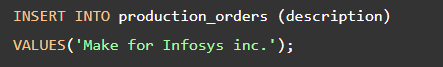 INSERT INTO production_orders (description)
VALUES('Make for Infosys inc.');